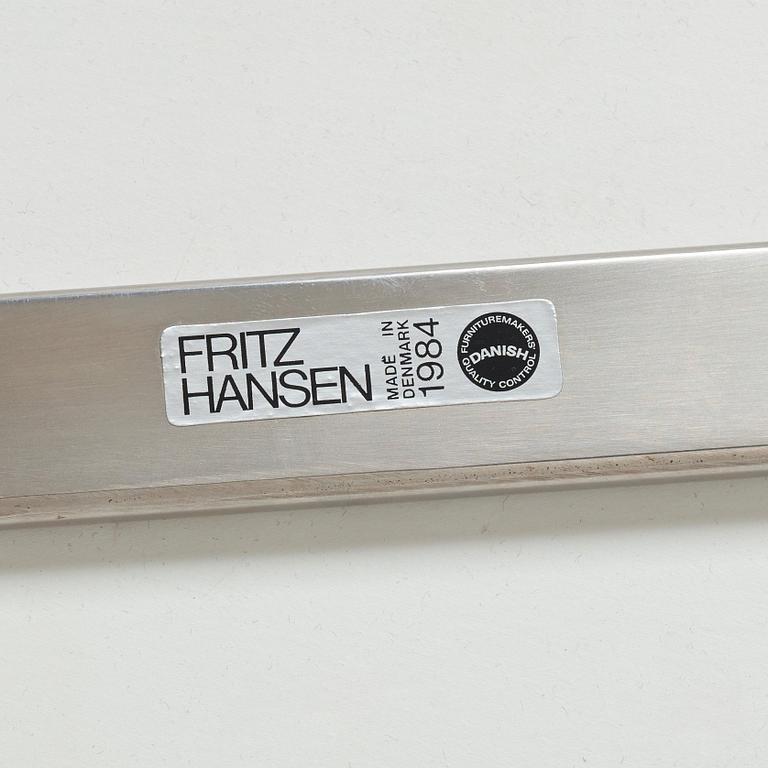 FRITZ
HANSEN
MADE IN
DENMARK
1984
FURNITUREMAKERS'
DANISH
QUALITY CONTROL